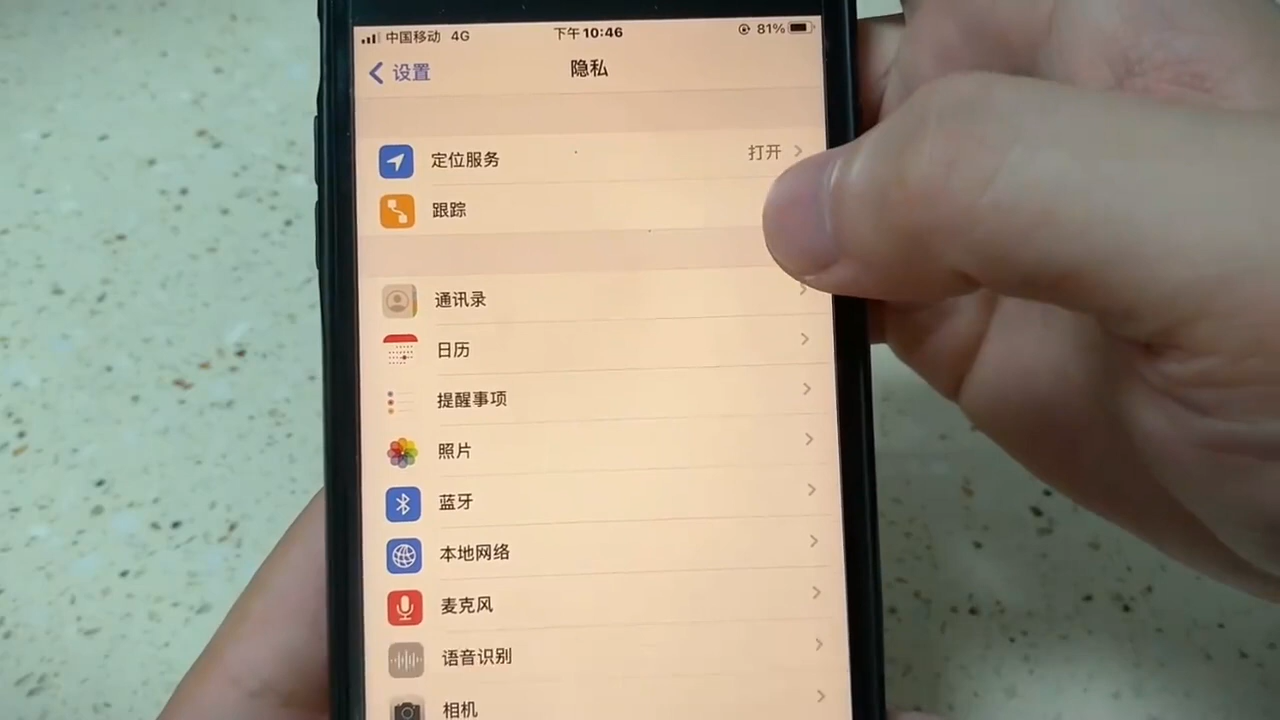 中国移动 4G 下午10:46 81%
设置 隐私
定位服务 打开
跟踪
通讯录
日历
提醒事项
照片
蓝牙
本地网络
麦克风
语音识别
相机